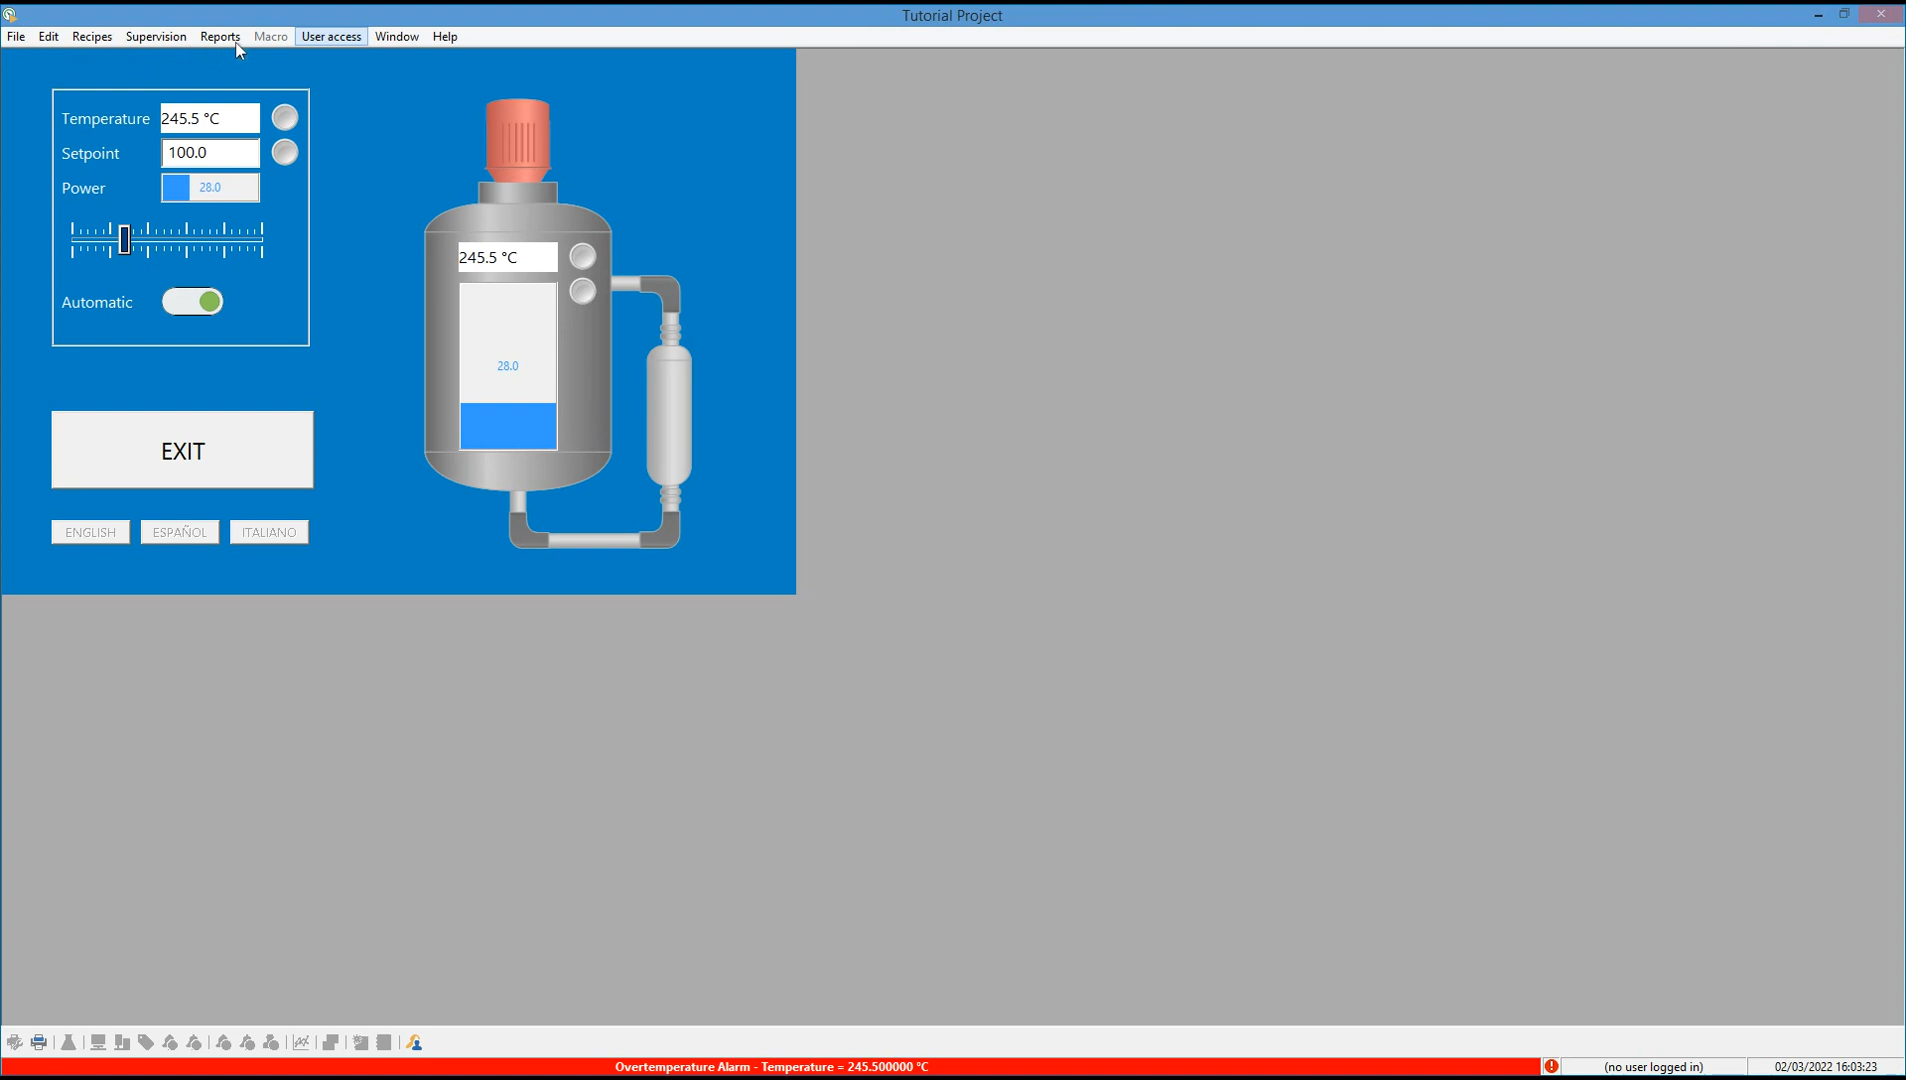 Tutorial Project
File Edit Recipes Supervision Reports Macro User access Window Help
Temperature 245.5 °C
Setpoint 100.0
Power 28.0
Automatic
EXIT
ENGLISH ESPAÑOL ITALIANO
245.5 °C
28.0
Overtemperature Alarm - Temperature = 245.500000 °C (no user logged in) 02/03/2022 16:03:23